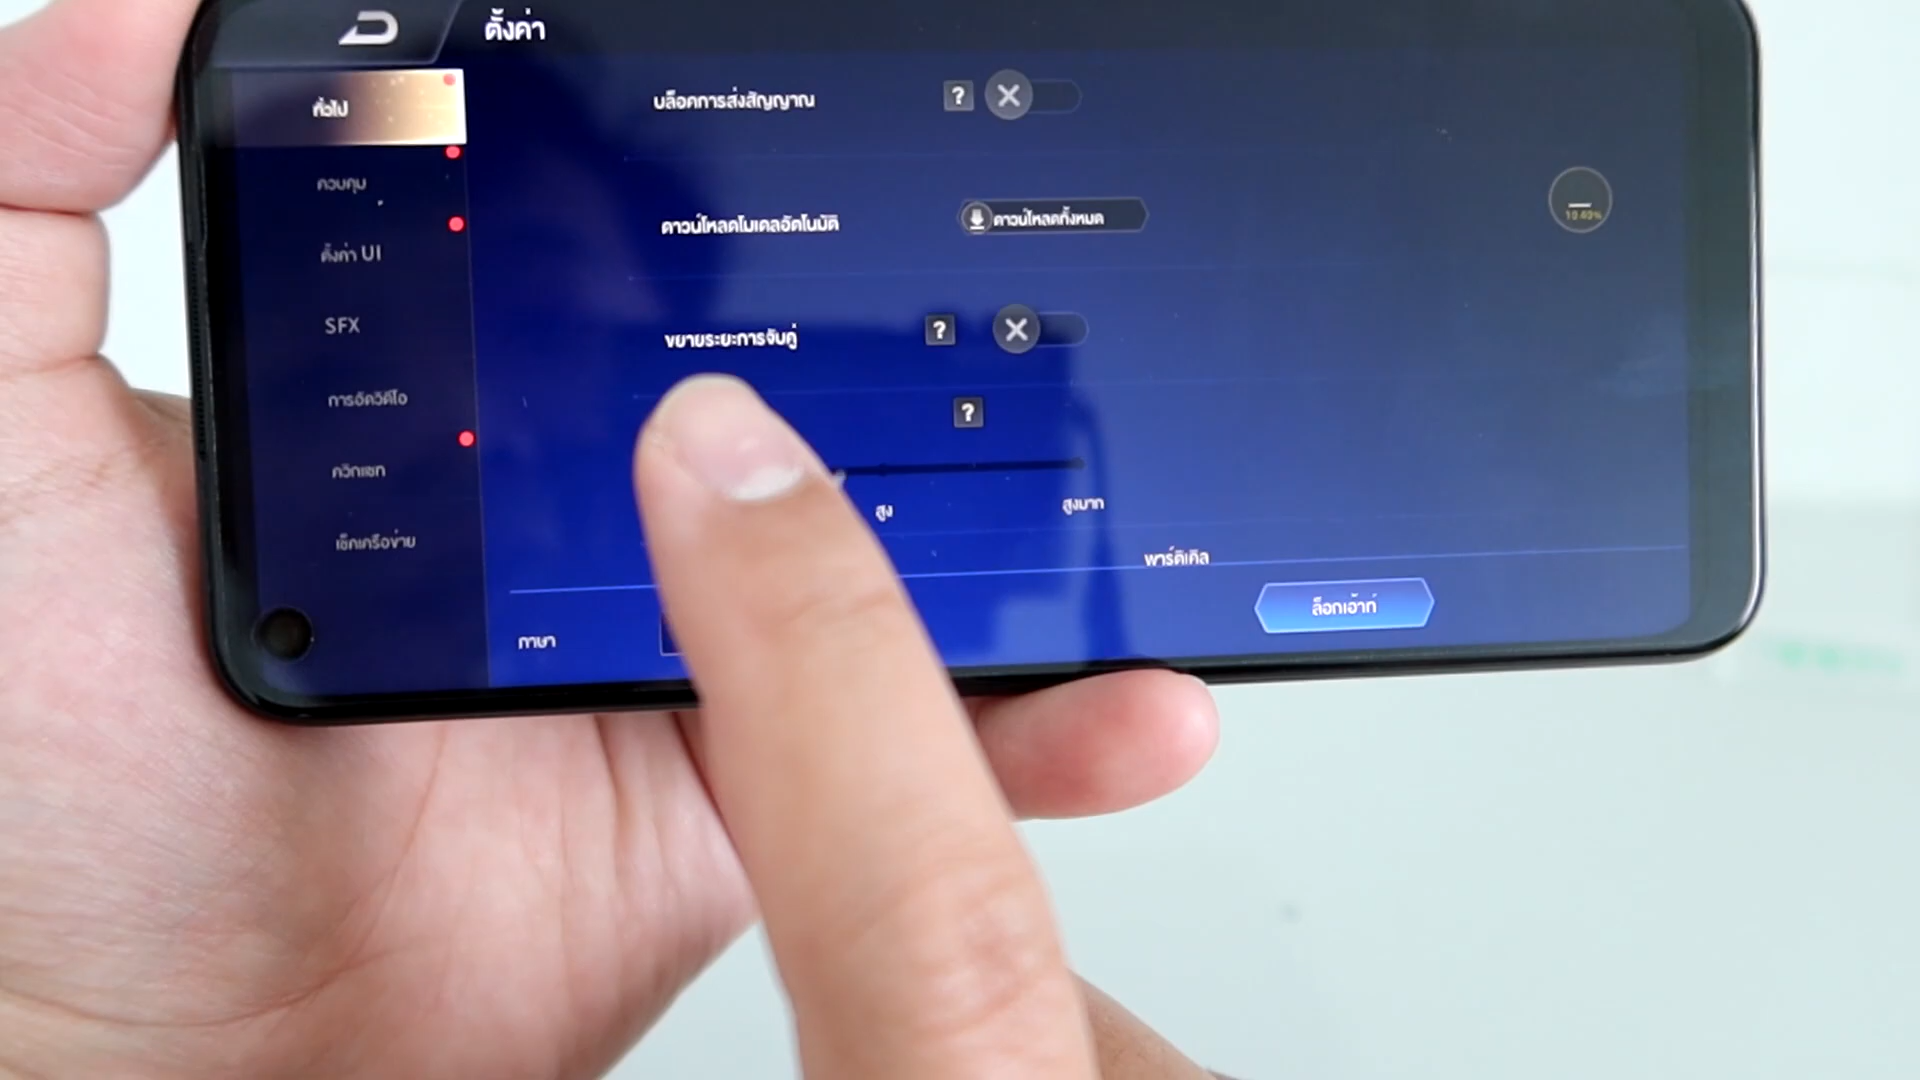 ตั้งค่า
ทั่วไป
ควบคุม
ตั้งค่า UI
SFX
การอัดวิดีโอ
ควิกแชท
เช็คเครือข่าย
บล็อคการส่งสัญญาณ
?
ดาวน์โหลดโมเดลอัตโนมัติ
ดาวน์โหลดทั้งหมด
ขยายระยะการจับคู่
?
?
สูง
สูงมาก
พาร์ติเคิล
ภาษา
ล็อกเอ้าท์